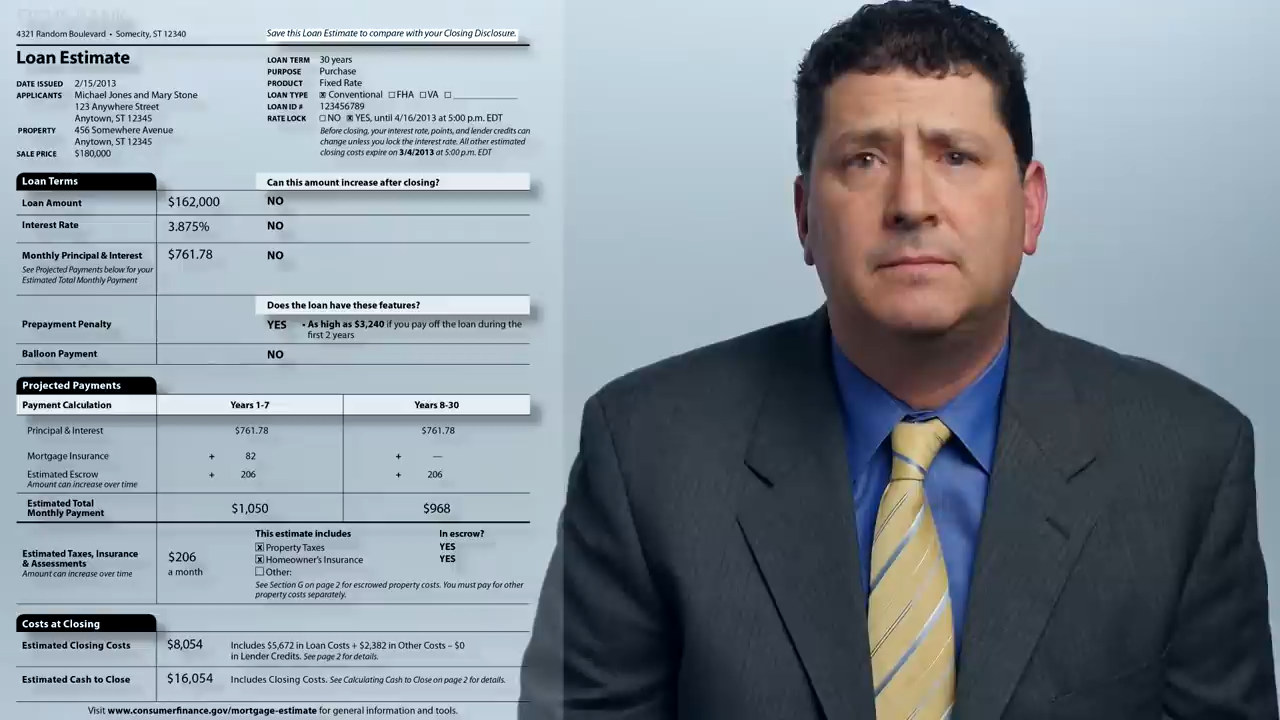 4321 Random Boulevard • Somecity, ST 12340
Save this Loan Estimate to compare with your Closing Disclosure.
Loan Estimate
DATE ISSUED 2/15/2013
APPLICANTS Michael Jones and Mary Stone
123 Anywhere Street
Anytown, ST 12345
PROPERTY 456 Somewhere Avenue
Anytown, ST 12345
SALE PRICE $180,000
LOAN TERM 30 years
PURPOSE Purchase
PRODUCT Fixed Rate
LOAN TYPE ☒ Conventional ☐ FHA ☐ VA ☐ ____________
LOAN ID # 123456789
RATE LOCK ☐ NO ☒ YES, until 4/16/2013 at 5:00 p.m. EDT
Before closing, your interest rate, points, and lender credits can
change unless you lock the interest rate. All other estimated
closing costs expire on 3/4/2013 at 5:00 p.m. EDT
Loan Terms Can this amount increase after closing?
Loan Amount $162,000 NO
Interest Rate 3.875% NO
Monthly Principal & Interest $761.78 NO
See Projected Payments below for your
Estimated Total Monthly Payment
Does the loan have these features?
Prepayment Penalty YES • As high as $3,240 if you pay off the loan during the
first 2 years
Balloon Payment NO
Projected Payments
Payment Calculation Years 1-7 Years 8-30
Principal & Interest $761.78 $761.78
Mortgage Insurance + 82 + —
Estimated Escrow + 206 + 206
Amount can increase over time
Estimated Total
Monthly Payment $1,050 $968
This estimate includes In escrow?
☒ Property Taxes YES
☒ Homeowner's Insurance YES
☐ Other:
Estimated Taxes, Insurance
& Assessments
Amount can increase over time
$206
a month
See Section G on page 2 for escrowed property costs. You must pay for other
property costs separately.
Costs at Closing
Estimated Closing Costs $8,054 Includes $5,672 in Loan Costs + $2,382 in Other Costs – $0
in Lender Credits. See page 2 for details.
Estimated Cash to Close $16,054 Includes Closing Costs. See Calculating Cash to Close on page 2 for details.
Visit www.consumerfinance.gov/mortgage-estimate for general information and tools.